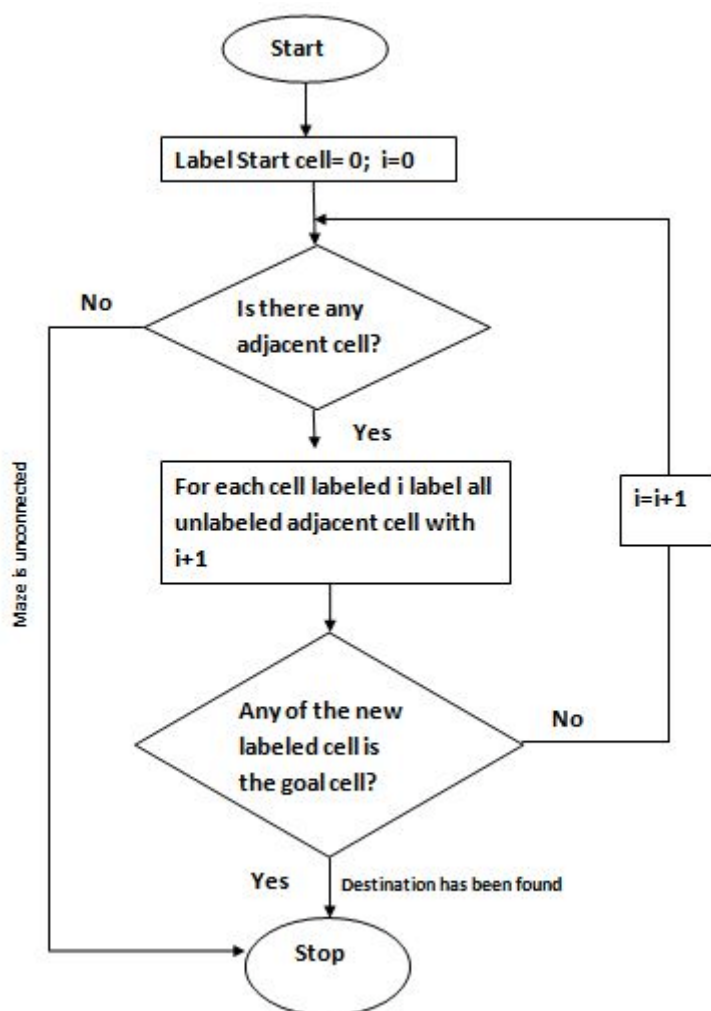 Start
Label Start cell= 0;  i=0
No
Is there any
adjacent cell?
Yes
Maze is unconnected
For each cell labeled i label all
unlabeled adjacent cell with
i+1
i=i+1
Any of the new
labeled cell is
the goal cell?
No
Yes
Destination has been found
Stop